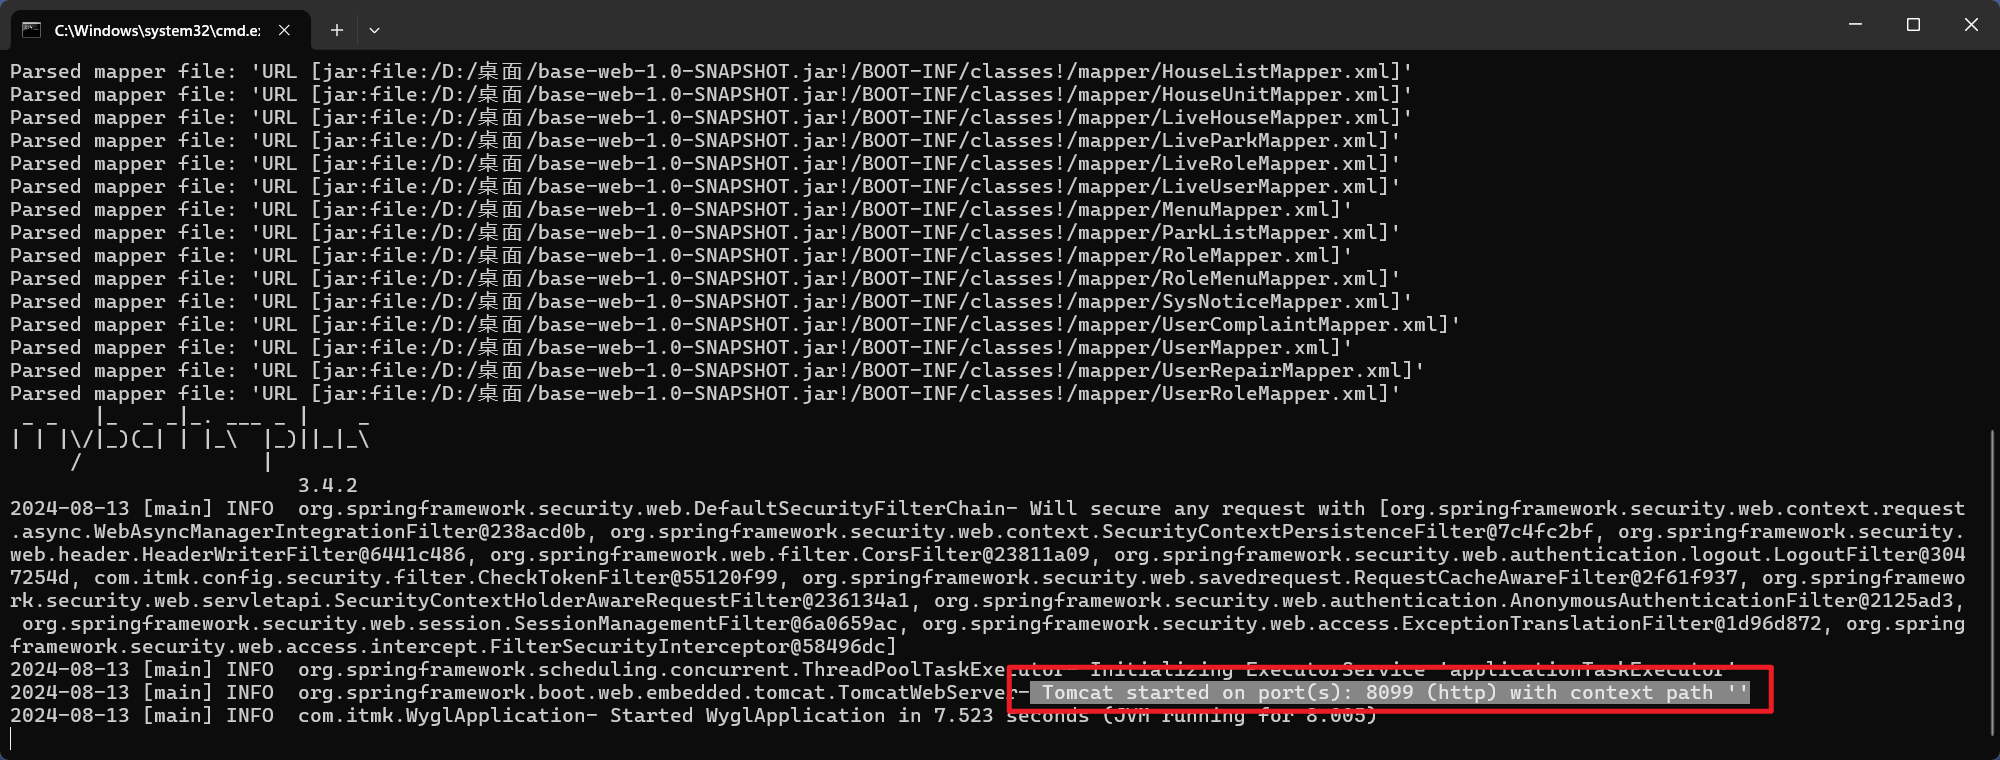 C:\Windows\system32\cmd.e
Parsed mapper file: 'URL [jar:file:/D:/桌面/base-web-1.0-SNAPSHOT.jar!/BOOT-INF/classes!/mapper/HouseListMapper.xml]'
Parsed mapper file: 'URL [jar:file:/D:/桌面/base-web-1.0-SNAPSHOT.jar!/BOOT-INF/classes!/mapper/HouseUnitMapper.xml]'
Parsed mapper file: 'URL [jar:file:/D:/桌面/base-web-1.0-SNAPSHOT.jar!/BOOT-INF/classes!/mapper/LiveHouseMapper.xml]'
Parsed mapper file: 'URL [jar:file:/D:/桌面/base-web-1.0-SNAPSHOT.jar!/BOOT-INF/classes!/mapper/LiveParkMapper.xml]'
Parsed mapper file: 'URL [jar:file:/D:/桌面/base-web-1.0-SNAPSHOT.jar!/BOOT-INF/classes!/mapper/LiveRoleMapper.xml]'
Parsed mapper file: 'URL [jar:file:/D:/桌面/base-web-1.0-SNAPSHOT.jar!/BOOT-INF/classes!/mapper/LiveUserMapper.xml]'
Parsed mapper file: 'URL [jar:file:/D:/桌面/base-web-1.0-SNAPSHOT.jar!/BOOT-INF/classes!/mapper/MenuMapper.xml]'
Parsed mapper file: 'URL [jar:file:/D:/桌面/base-web-1.0-SNAPSHOT.jar!/BOOT-INF/classes!/mapper/ParkListMapper.xml]'
Parsed mapper file: 'URL [jar:file:/D:/桌面/base-web-1.0-SNAPSHOT.jar!/BOOT-INF/classes!/mapper/RoleMapper.xml]'
Parsed mapper file: 'URL [jar:file:/D:/桌面/base-web-1.0-SNAPSHOT.jar!/BOOT-INF/classes!/mapper/RoleMenuMapper.xml]'
Parsed mapper file: 'URL [jar:file:/D:/桌面/base-web-1.0-SNAPSHOT.jar!/BOOT-INF/classes!/mapper/SysNoticeMapper.xml]'
Parsed mapper file: 'URL [jar:file:/D:/桌面/base-web-1.0-SNAPSHOT.jar!/BOOT-INF/classes!/mapper/UserComplaintMapper.xml]'
Parsed mapper file: 'URL [jar:file:/D:/桌面/base-web-1.0-SNAPSHOT.jar!/BOOT-INF/classes!/mapper/UserMapper.xml]'
Parsed mapper file: 'URL [jar:file:/D:/桌面/base-web-1.0-SNAPSHOT.jar!/BOOT-INF/classes!/mapper/UserRepairMapper.xml]'
Parsed mapper file: 'URL [jar:file:/D:/桌面/base-web-1.0-SNAPSHOT.jar!/BOOT-INF/classes!/mapper/UserRoleMapper.xml]'
 _ _   |_  _ _|_. ___ _ |    _
| | |\/|_)(_| | |_\  |_)||_|_\
     /               |
                        3.4.2
2024-08-13 [main] INFO  org.springframework.security.web.DefaultSecurityFilterChain- Will secure any request with [org.springframework.security.web.context.request
.async.WebAsyncManagerIntegrationFilter@238acd0b, org.springframework.security.web.context.SecurityContextPersistenceFilter@7c4fc2bf, org.springframework.security.
web.header.HeaderWriterFilter@6441c486, org.springframework.web.filter.CorsFilter@23811a09, org.springframework.security.web.authentication.logout.LogoutFilter@304
7254d, com.itmk.config.security.filter.CheckTokenFilter@55120f99, org.springframework.security.web.savedrequest.RequestCacheAwareFilter@2f61f937, org.springframewo
rk.security.web.servletapi.SecurityContextHolderAwareRequestFilter@236134a1, org.springframework.security.web.authentication.AnonymousAuthenticationFilter@2125ad3,
 org.springframework.security.web.session.SessionManagementFilter@6a0659ac, org.springframework.security.web.access.ExceptionTranslationFilter@1d96d872, org.spring
framework.security.web.access.intercept.FilterSecurityInterceptor@58496dc]
2024-08-13 [main] INFO  org.springframework.scheduling.concurrent.ThreadPoolTaskExecutor- Initializing ExecutorService 'applicationTaskExecutor'
2024-08-13 [main] INFO  org.springframework.boot.web.embedded.tomcat.TomcatWebServer- Tomcat started on port(s): 8099 (http) with context path ''
2024-08-13 [main] INFO  com.itmk.WyglApplication- Started WyglApplication in 7.523 seconds (JVM running for 8.005)